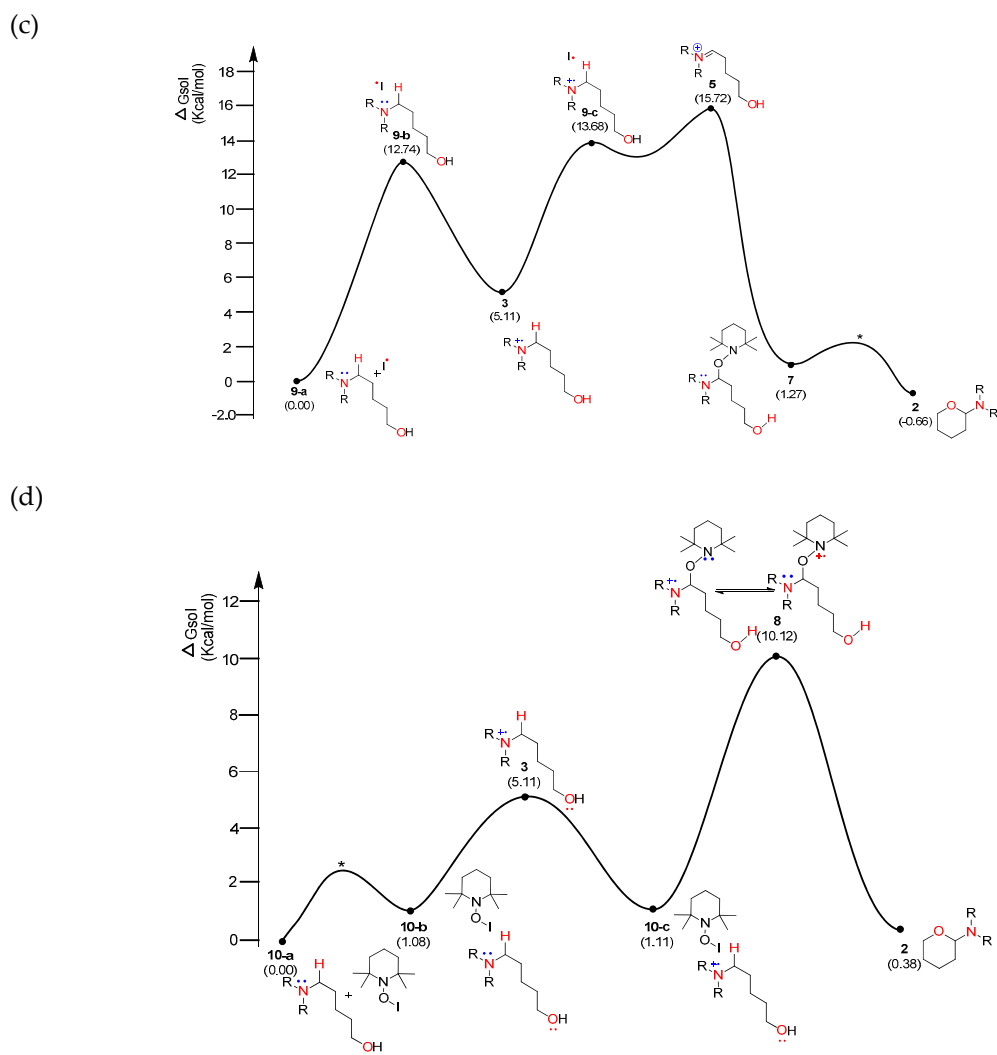 (c)
Δ Gsol
(Kcal/mol)
18
16
14
12
10
8
6
4
2
0
-2.0
•I
H
R
N
R
9-b
(12.74)
OH
I•
H
R
N
R
9-c
(13.68)
OH
R
N
R
5
(15.72)
OH
3
(5.11)
H
R
N
R
OH
9-a
(0.00)
H
R
N
R
+ I•
OH
N
O
R
N
R
O
H
7
(1.27)
*
2
(-0.66)
O
N
R
R
(d)
Δ Gsol
(Kcal/mol)
12
10
8
6
4
2
0
N
O
R
N
R
O
H
N
O
R
N
R
O
H
8
(10.12)
H
R
N
R
3
(5.11)
OH
*
10-a
(0.00)
H
R
N
R
+
N
O
I
OH
10-b
(1.08)
N
O
I
H
R
N
R
OH
10-c
(1.11)
N
O
I
H
R
N
R
OH
2
(0.38)
O
N
R
R